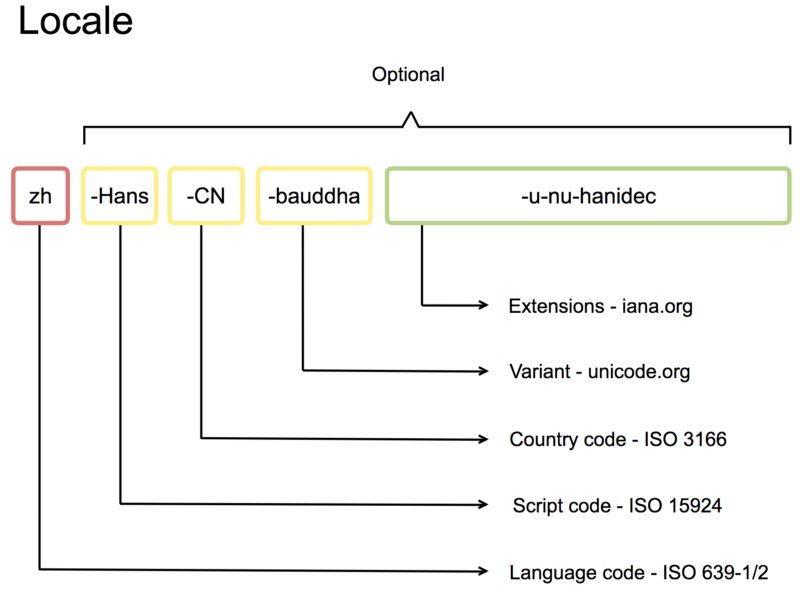 Locale
Optional
zh -Hans -CN -bauddha -u-nu-hanidec
Extensions - iana.org
Variant - unicode.org
Country code - ISO 3166
Script code - ISO 15924
Language code - ISO 639-1/2